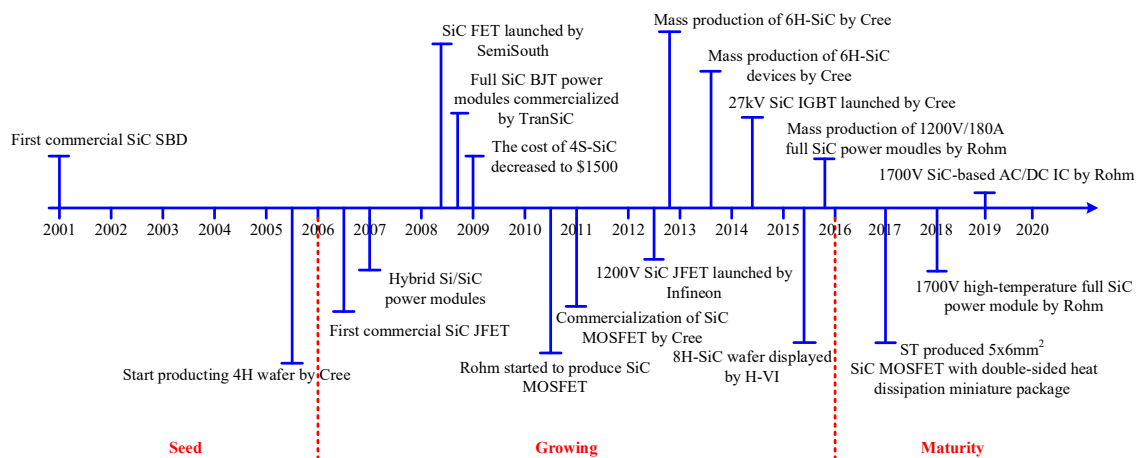 Mass production of 6H-SiC by Cree
SiC FET launched by
SemiSouth
Mass production of 6H-SiC
devices by Cree
Full SiC BJT power
modules commercialized
by TranSiC
27kV SiC IGBT launched by Cree
First commercial SiC SBD
The cost of 4S-SiC
decreased to $1500
Mass production of 1200V/180A
full SiC power moudles by Rohm
1700V SiC-based AC/DC IC by Rohm
2001 2002 2003 2004 2005 2006 2007 2008 2009 2010 2011 2012 2013 2014 2015 2016 2017 2018 2019 2020
Hybrid Si/SiC
power modules
1200V SiC JFET launched by
Infineon
1700V high-temperature full SiC
power module by Rohm
First commercial SiC JFET
Commercialization of SiC
MOSFET by Cree
Start producting 4H wafer by Cree
Rohm started to produce SiC
MOSFET
8H-SiC wafer displayed
by H-VI
ST produced 5x6mm²
SiC MOSFET with double-sided heat
dissipation miniature package
Seed
Growing
Maturity